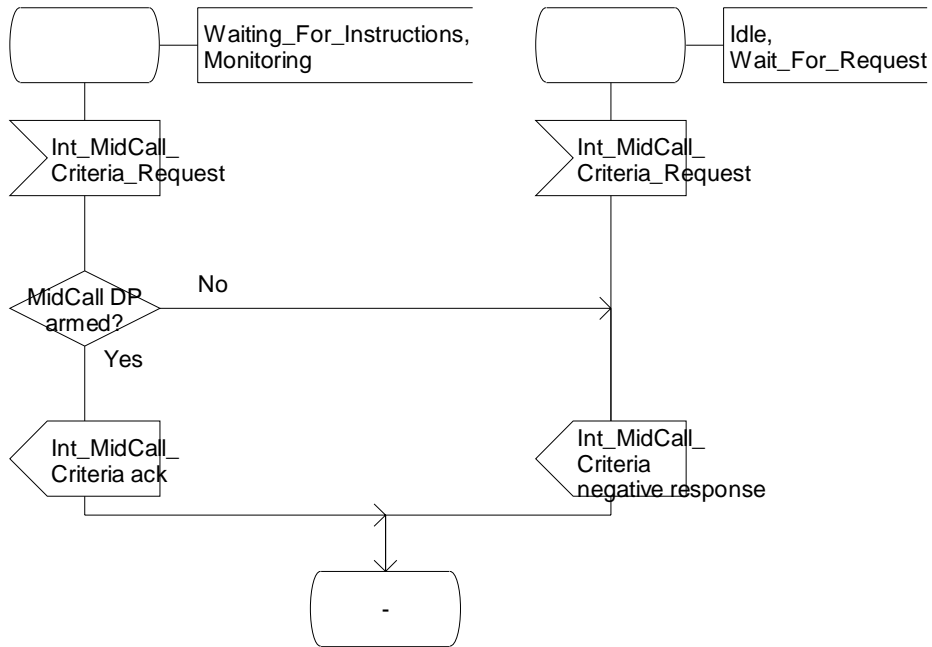 Waiting_For_Instructions,
Monitoring
Idle,
Wait_For_Request
Int_MidCall_
Criteria_Request
Int_MidCall_
Criteria_Request
MidCall DP
armed?
No
Yes
Int_MidCall_
Criteria ack
Int_MidCall_
Criteria
negative response
-